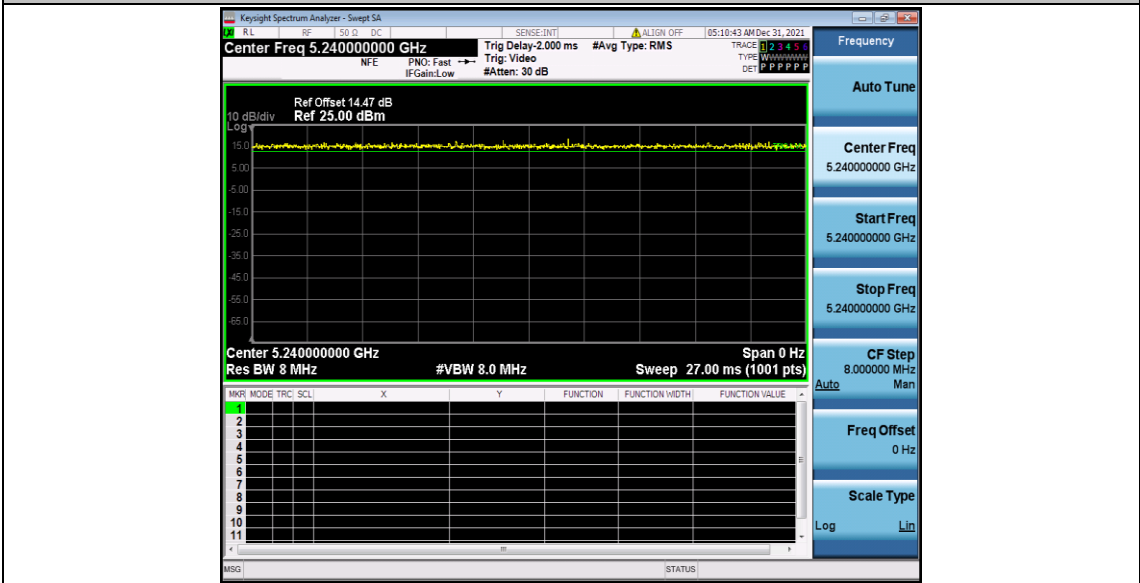 Keysight Spectrum Analyzer - Swept SA
RL RF 50 Ω DC SENSE:INT ALIGN OFF 05:10:43 AM Dec 31, 2021
Center Freq 5.240000000 GHz
NFE PNO: Fast IFGain:Low
Trig Delay-2.000 ms #Avg Type: RMS
Trig: Video
#Atten: 30 dB
TRACE 1 2 3 4 5 6
TYPE WWWWWW
DET P P P P P P
Ref Offset 14.47 dB
10 dB/div Ref 25.00 dBm
Log
15.0
5.00
-5.00
-15.0
-25.0
-35.0
-45.0
-55.0
-65.0
Center 5.240000000 GHz Span 0 Hz
Res BW 8 MHz #VBW 8.0 MHz Sweep 27.00 ms (1001 pts)
MKR MODE TRC SCL X Y FUNCTION FUNCTION WIDTH FUNCTION VALUE
1
2
3
4
5
6
7
8
9
10
11
MSG STATUS
Frequency
Auto Tune
Center Freq
5.240000000 GHz
Start Freq
5.240000000 GHz
Stop Freq
5.240000000 GHz
CF Step
8.000000 MHz
Auto Man
Freq Offset
0 Hz
Scale Type
Log Lin